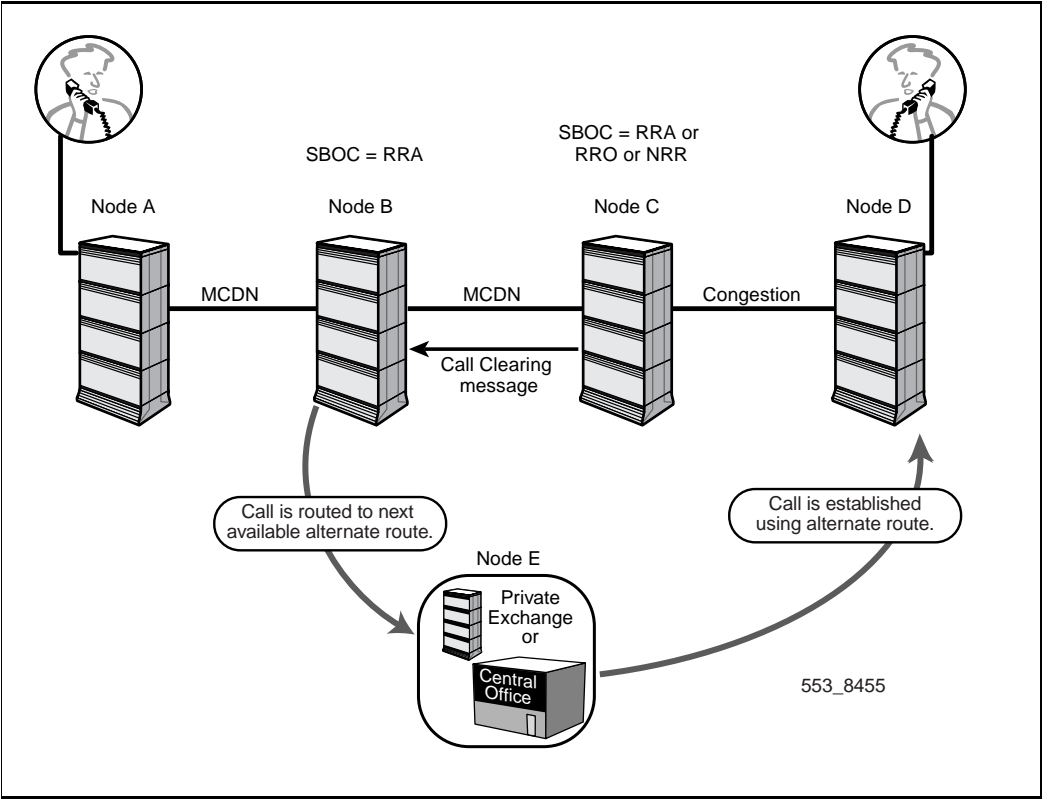 SBOC = RRA
SBOC = RRA or
RRO or NRR
Node A
Node B
Node C
Node D
MCDN
MCDN
Congestion
Call Clearing
message
Call is routed to next
available alternate route.
Call is established
using alternate route.
Node E
Private
Exchange
or
Central
Office
553_8455